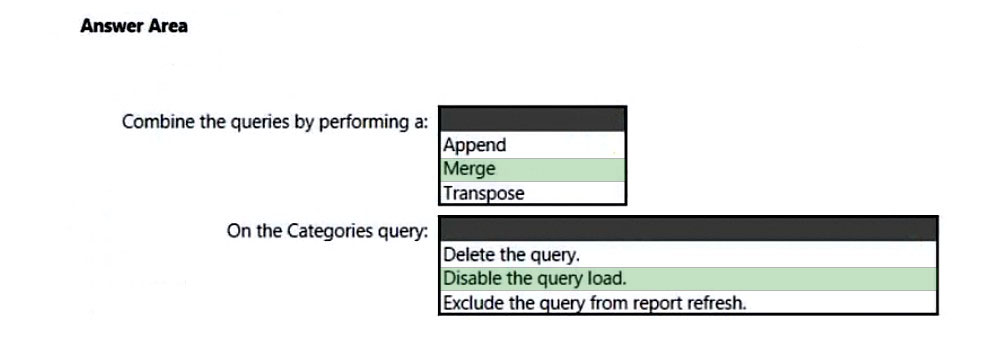 Answer Area
Combine the queries by performing a:
Append
Merge
Transpose
On the Categories query:
Delete the query.
Disable the query load.
Exclude the query from report refresh.